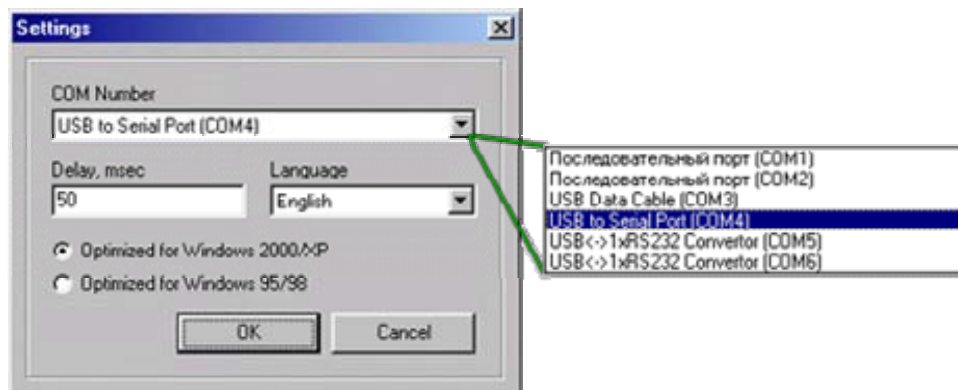 Settings
COM Number
USB to Serial Port (COM4)
Delay, msec
Language
50
English
Optimized for Windows 2000/XP
Optimized for Windows 95/98
OK
Cancel
Последовательный порт (COM1)
Последовательный порт (COM2)
USB Data Cable (COM3)
USB to Serial Port (COM4)
USB<->1xRS232 Convertor (COM5)
USB<->1xRS232 Convertor (COM6)